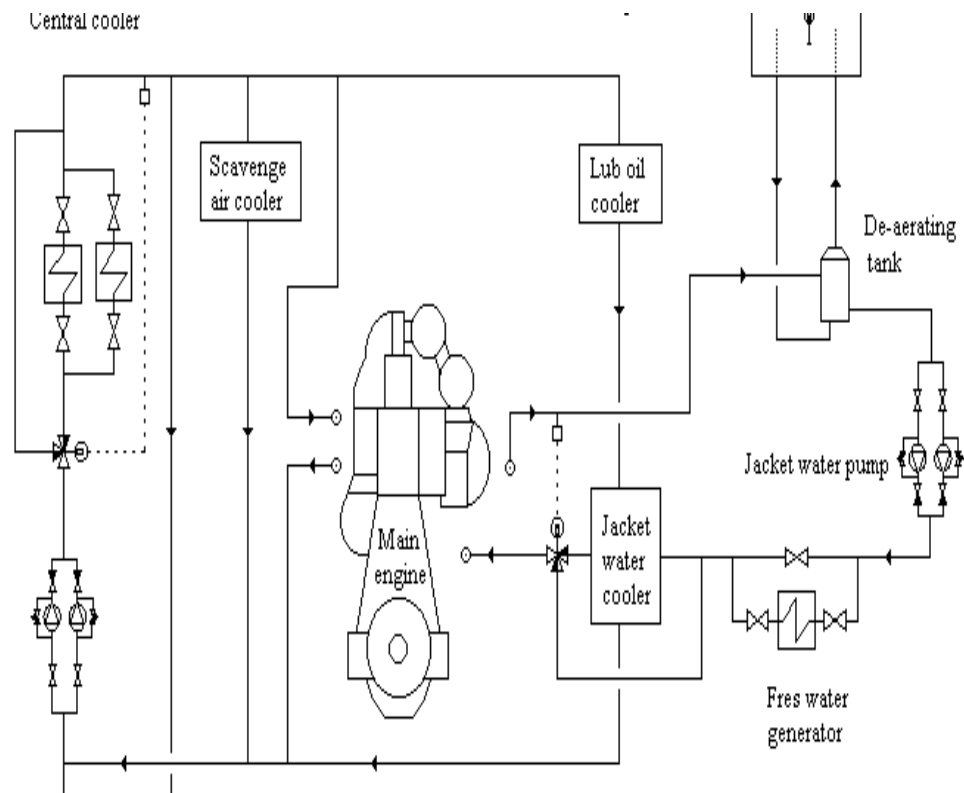 Central cooler
Scavenge
air cooler
Lub oil
cooler
De-aerating
tank
Jacket water pump
Main
engine
Jacket
water
cooler
Fres water
generator